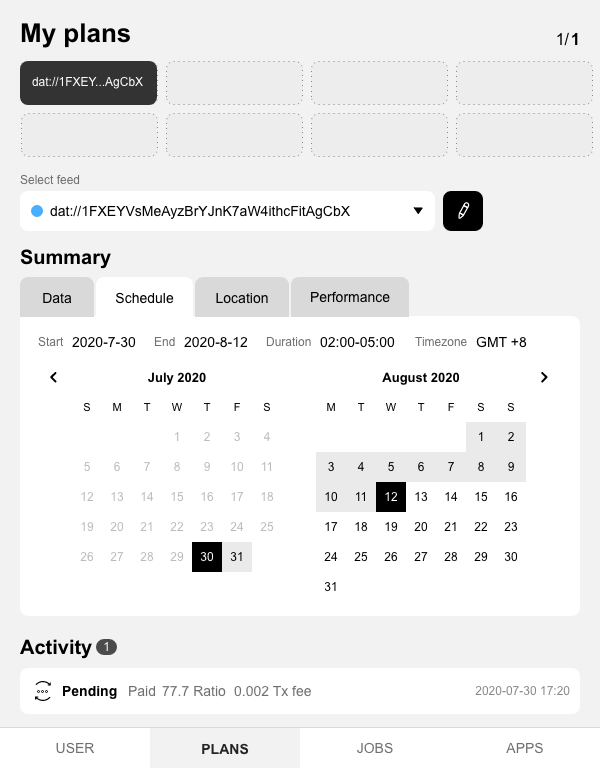 My plans
1/1
dat://1FXEY...AgCbX
Select feed
dat://1FXEYVsMeAyzBrYJnK7aW4ithcFitAgCbX
Summary
Data Schedule Location Performance
Start 2020-7-30 End 2020-8-12 Duration 02:00-05:00 Timezone GMT +8
July 2020
S M T W T F S
1 2 3 4
5 6 7 8 9 10 11
12 13 14 15 16 17 18
19 20 21 22 23 24 25
26 27 28 29 30 31
August 2020
M T W T F S S
1 2
3 4 5 6 7 8 9
10 11 12 13 14 15 16
17 18 19 20 21 22 23
24 25 26 27 28 29 30
31
Activity 1
Pending Paid 77.7 Ratio 0.002 Tx fee 2020-07-30 17:20
USER PLANS JOBS APPS